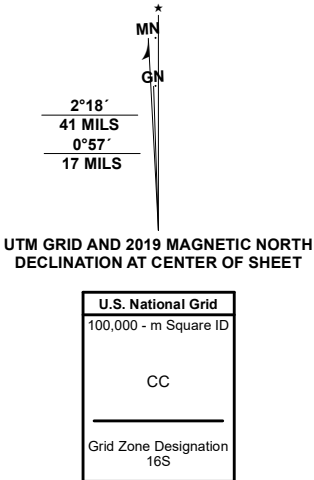 ★
MN
GN
2°18´
41 MILS
0°57´
17 MILS
UTM GRID AND 2019 MAGNETIC NORTH
DECLINATION AT CENTER OF SHEET
U.S. National Grid
100,000 - m Square ID
CC
Grid Zone Designation
16S